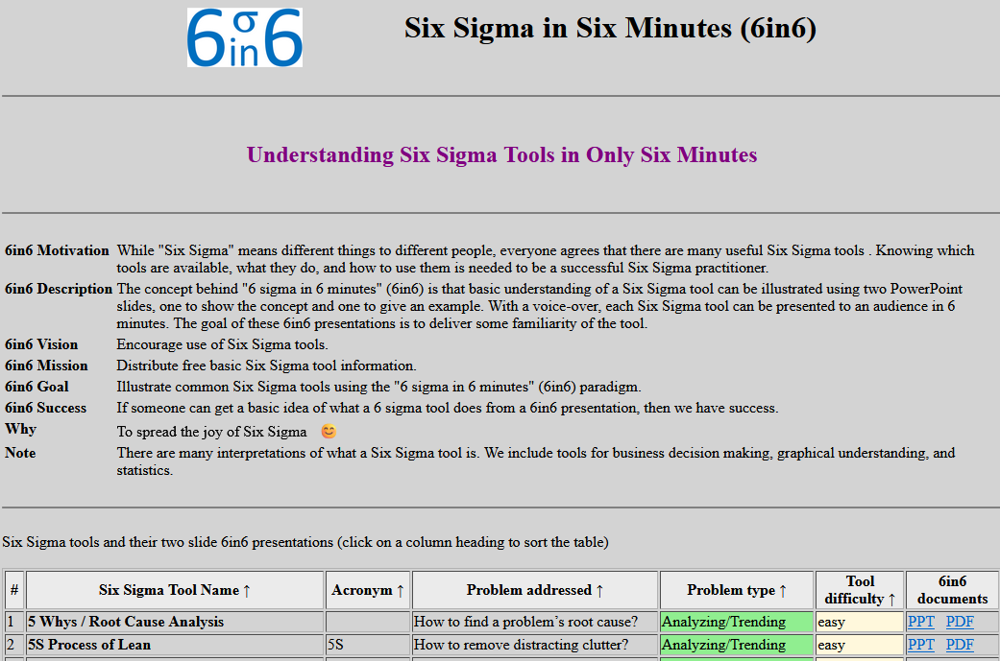 6 σ in 6
Six Sigma in Six Minutes (6in6)
Understanding Six Sigma Tools in Only Six Minutes
6in6 Motivation While "Six Sigma" means different things to different people, everyone agrees that there are many useful Six Sigma tools . Knowing which
tools are available, what they do, and how to use them is needed to be a successful Six Sigma practitioner.
6in6 Description The concept behind "6 sigma in 6 minutes" (6in6) is that basic understanding of a Six Sigma tool can be illustrated using two PowerPoint
slides, one to show the concept and one to give an example. With a voice-over, each Six Sigma tool can be presented to an audience in 6
minutes. The goal of these 6in6 presentations is to deliver some familiarity of the tool.
6in6 Vision Encourage use of Six Sigma tools.
6in6 Mission Distribute free basic Six Sigma tool information.
6in6 Goal Illustrate common Six Sigma tools using the "6 sigma in 6 minutes" (6in6) paradigm.
6in6 Success If someone can get a basic idea of what a 6 sigma tool does from a 6in6 presentation, then we have success.
Why To spread the joy of Six Sigma 😊
Note There are many interpretations of what a Six Sigma tool is. We include tools for business decision making, graphical understanding, and
statistics.
Six Sigma tools and their two slide 6in6 presentations (click on a column heading to sort the table)
# Six Sigma Tool Name ↑ Acronym ↑ Problem addressed ↑ Problem type ↑ Tool difficulty ↑ 6in6 documents
1 5 Whys / Root Cause Analysis How to find a problem’s root cause? Analyzing/Trending easy PPT PDF
2 5S Process of Lean 5S How to remove distracting clutter? Analyzing/Trending easy PPT PDF